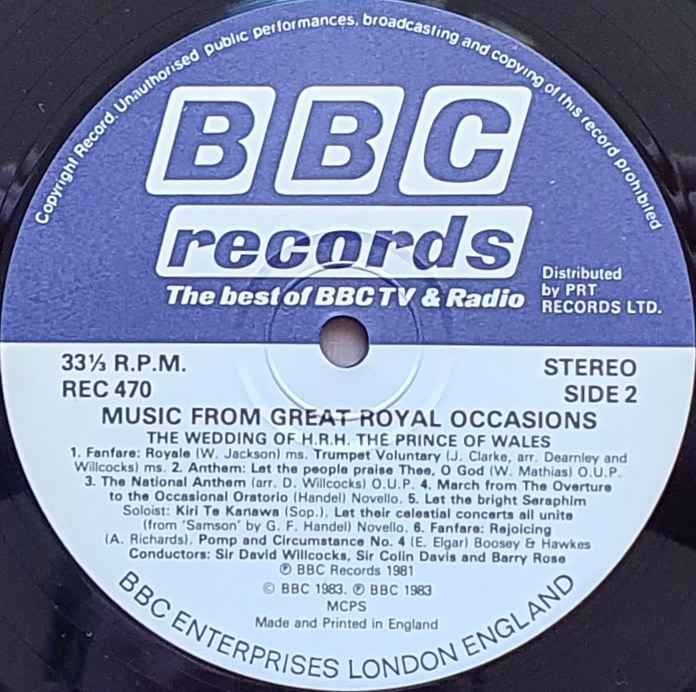 Copyright Record. Unauthorised public performances, broadcasting and copying of this record prohibited
BBC
records
The best of BBC TV & Radio
Distributed
by PRT
RECORDS LTD.
33⅓ R.P.M.
REC 470
STEREO
SIDE 2
MUSIC FROM GREAT ROYAL OCCASIONS
THE WEDDING OF H.R.H. THE PRINCE OF WALES
1. Fanfare: Royale (W. Jackson) ms. Trumpet Voluntary (J. Clarke, arr. Dearnley and
Willcocks) ms. 2. Anthem: Let the people praise Thee, O God (W. Mathias) O.U.P.
3. The National Anthem (arr. D. Willcocks) O.U.P. 4. March from The Overture
to the Occasional Oratorio (Handel) Novello. 5. Let the bright Seraphim
Soloist: Kiri Te Kanawa (Sop.), Let their celestial concerts all unite
(from 'Samson' by G. F. Handel) Novello. 6. Fanfare: Rejoicing
(A. Richards), Pomp and Circumstance No. 4 (E. Elgar) Boosey & Hawkes
Conductors: Sir David Willcocks, Sir Colin Davis and Barry Rose
℗ BBC Records 1981
© BBC 1983. ℗ BBC 1983
MCPS
Made and Printed in England
BBC ENTERPRISES LONDON ENGLAND